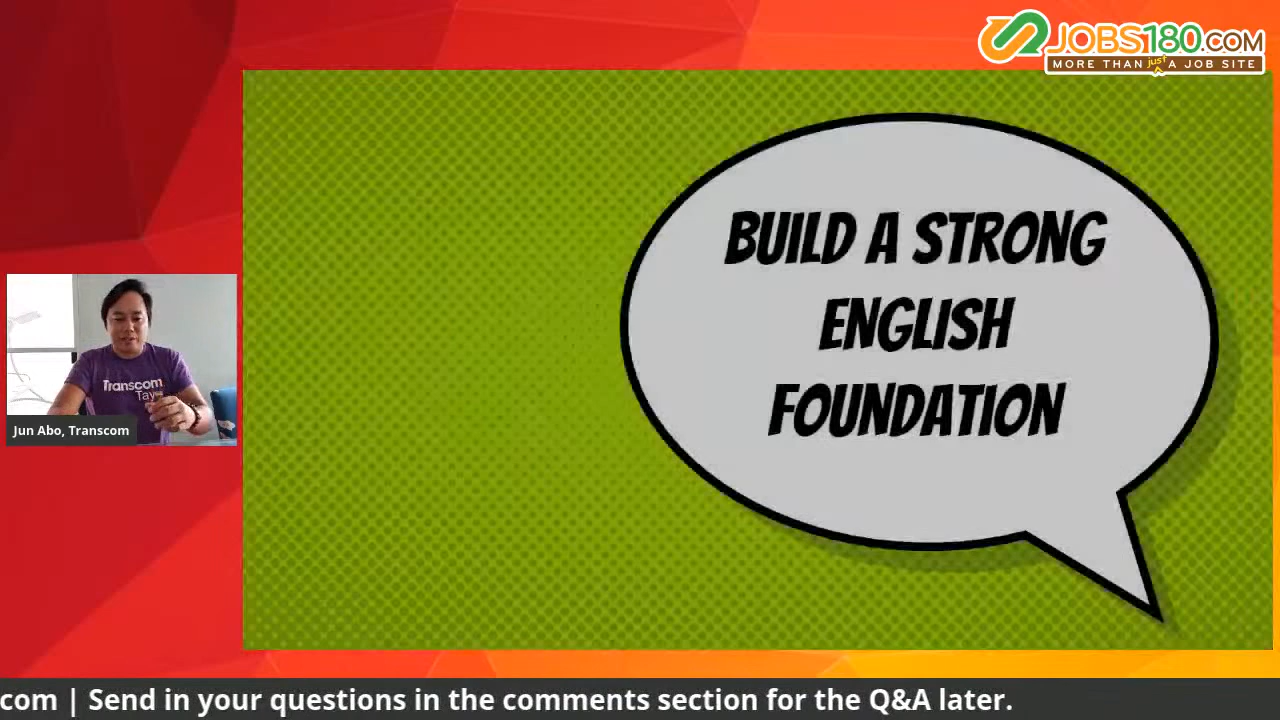 JOBS180.COM
MORE THAN just A JOB SITE
BUILD A STRONG
ENGLISH
FOUNDATION
Transcom
Jun Abo, Transcom
.com | Send in your questions in the comments section for the Q&A later.